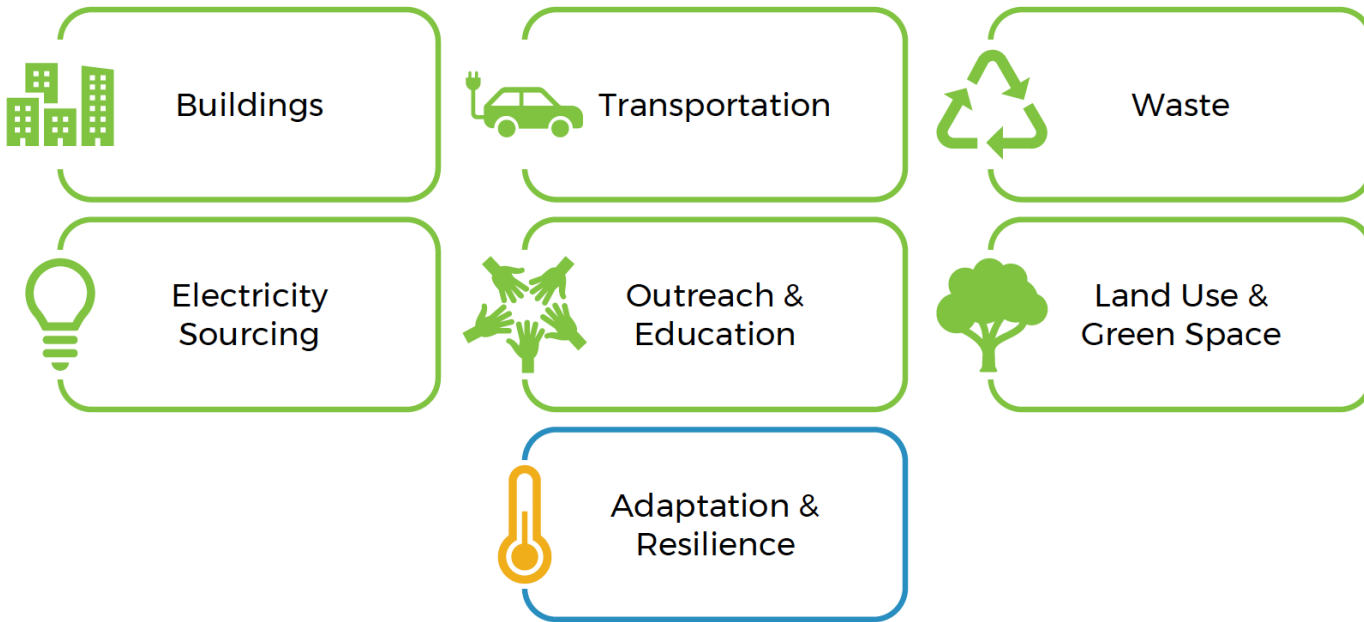 Buildings
Transportation
Waste
Electricity
Sourcing
Outreach &
Education
Land Use &
Green Space
Adaptation &
Resilience